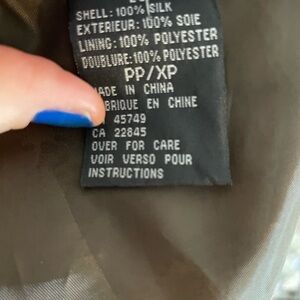 SHELL: 100% SILK
EXTERIEUR: 100% SOIE
LINING: 100% POLYESTER
DOUBLURE: 100% POLYESTER
PP/XP
ADE IN CHINA
BRIQUE EN CHINE
45749
CA 22845
OVER FOR CARE
VOIR VERSO POUR
INSTRUCTIONS